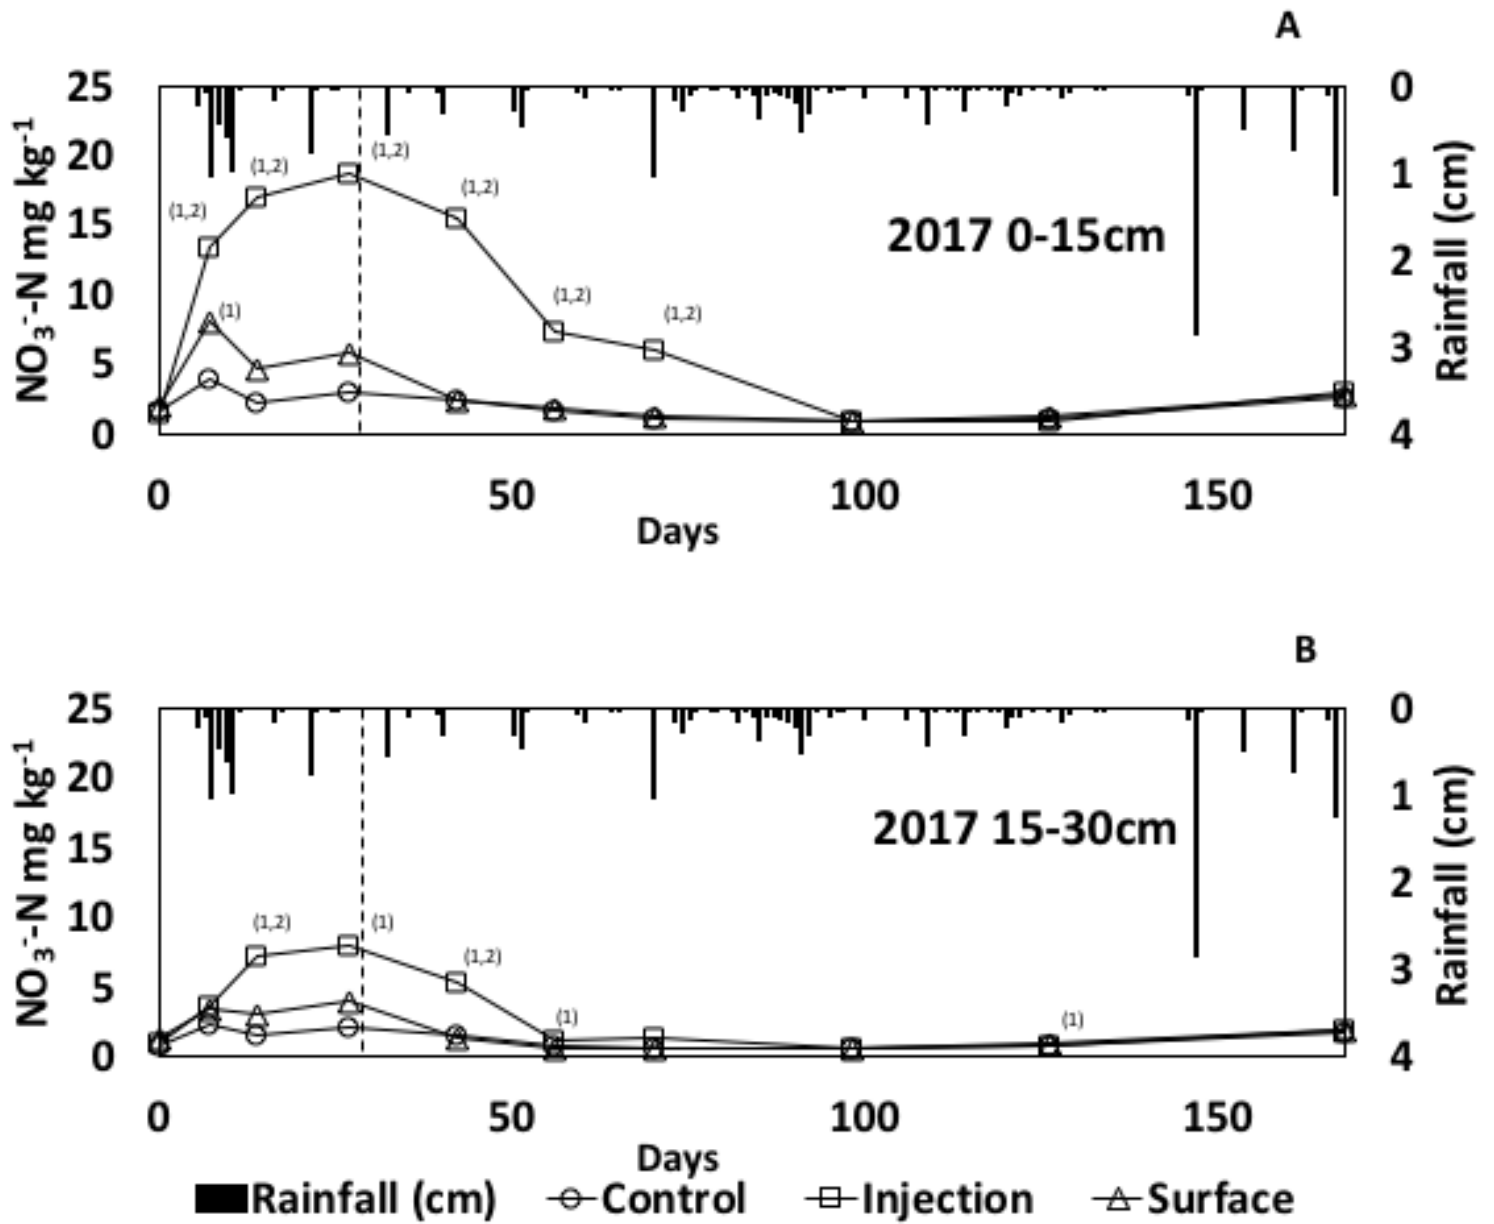 A
25 20 15 10 5 0
NO₃⁻-N mg kg⁻¹
(1,2) (1,2) (1,2) (1,2) (1,2) (1,2)
(1)
2017 0-15cm
0 1 2 3 4
Rainfall (cm)
0 50 100 150
Days
B
25 20 15 10 5 0
NO₃⁻-N mg kg⁻¹
(1,2) (1) (1,2) (1) (1)
2017 15-30cm
0 1 2 3 4
Rainfall (cm)
0 50 100 150
Days
Rainfall (cm) Control Injection Surface